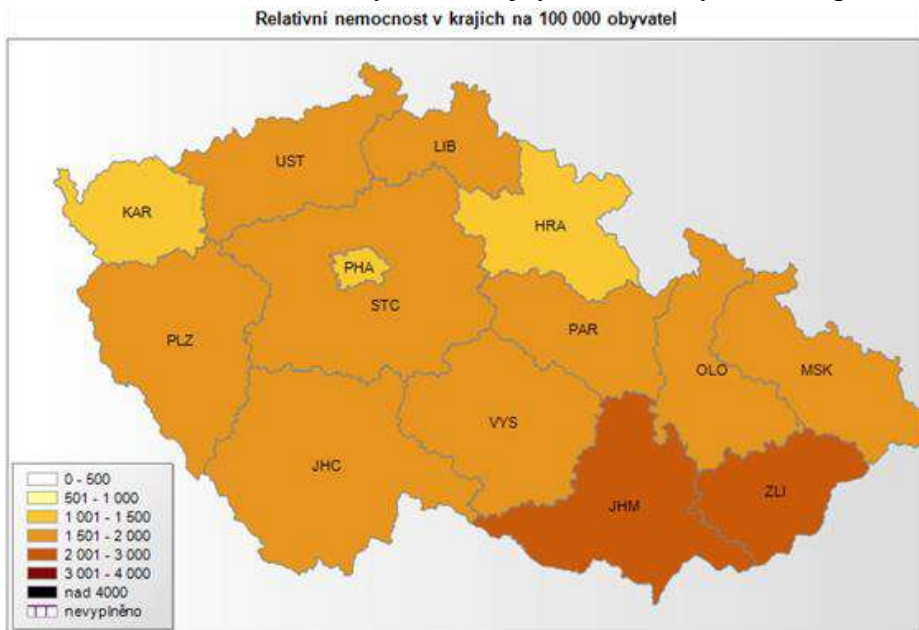 Relativní nemocnost v krajich na 100 000 obyvatel
LIB
UST
KAR
HRA
PHA
STC
PAR
PLZ
OLO
MSK
VYS
JHC
ZLI
JHM
0 - 500
501 - 1 000
1 001 - 1 500
1 501 - 2 000
2 001 - 3 000
3 001 - 4 000
nad 4000
nevyplněno